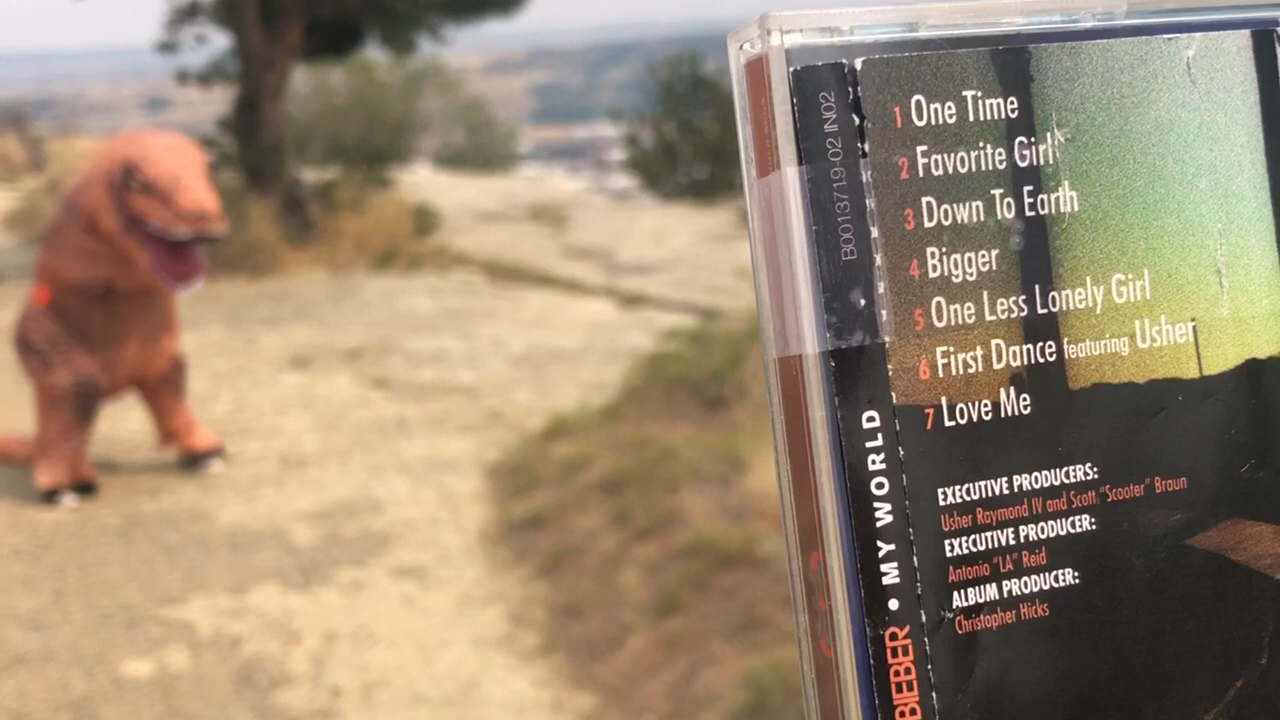 B0013719-02 IN02
BIEBER • MY WORLD
1 One Time
2 Favorite Girl
3 Down To Earth
4 Bigger
5 One Less Lonely Girl
6 First Dance featuring Usher
7 Love Me
EXECUTIVE PRODUCERS:
Usher Raymond IV and Scott "Scooter" Braun
EXECUTIVE PRODUCER:
Antonio "LA" Reid
ALBUM PRODUCER:
Christopher Hicks